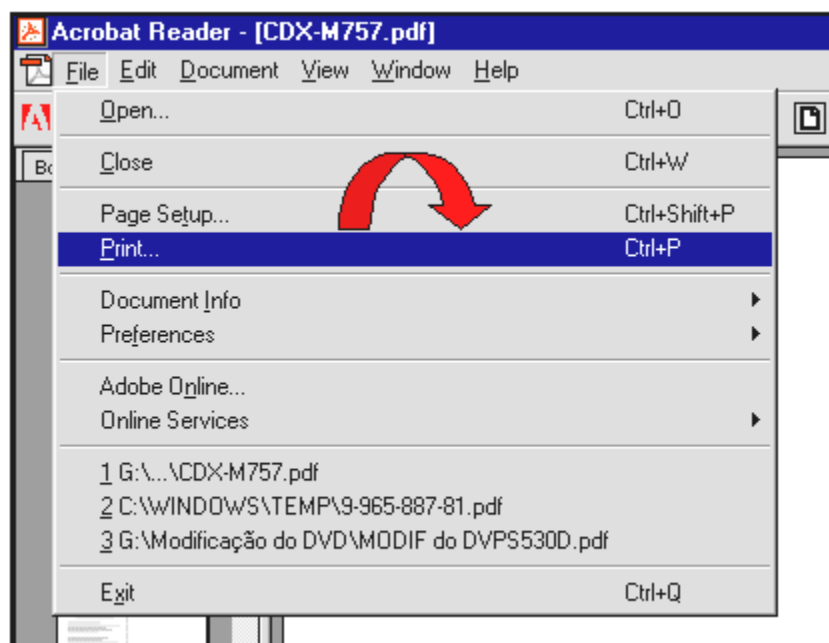 Acrobat Reader - [CDX-M757.pdf]
File Edit Document View Window Help
Open... Ctrl+O
Close Ctrl+W
Page Setup... Ctrl+Shift+P
Print... Ctrl+P
Document Info
Preferences
Adobe Online...
Online Services
1 G:\...\CDX-M757.pdf
2 C:\WINDOWS\TEMP\9-965-887-81.pdf
3 G:\Modificação do DVD\MODIF do DVPS530D.pdf
Exit Ctrl+Q